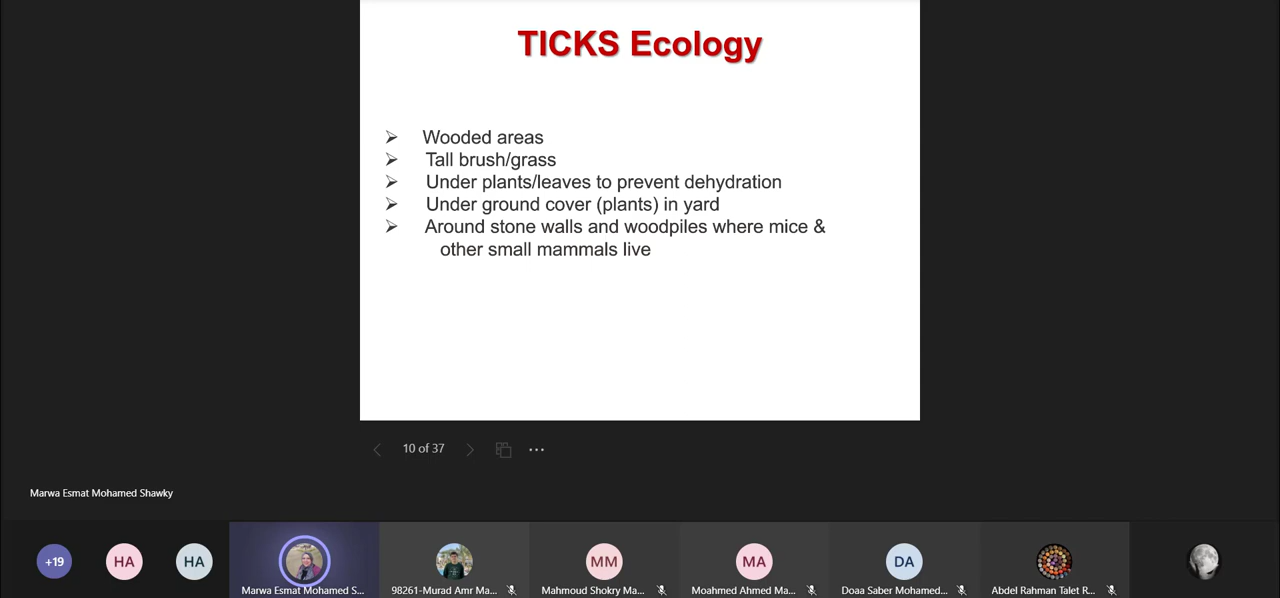 TICKS Ecology
➢ Wooded areas
➢ Tall brush/grass
➢ Under plants/leaves to prevent dehydration
➢ Under ground cover (plants) in yard
➢ Around stone walls and woodpiles where mice &
other small mammals live
10 of 37
Marwa Esmat Mohamed Shawky
+19
HA
HA
Marwa Esmat Mohamed S...
98261-Murad Amr Ma...
MM
Mahmoud Shokry Ma...
MA
Moahmed Ahmed Ma...
DA
Doaa Saber Mohamed...
Abdel Rahman Talet R...